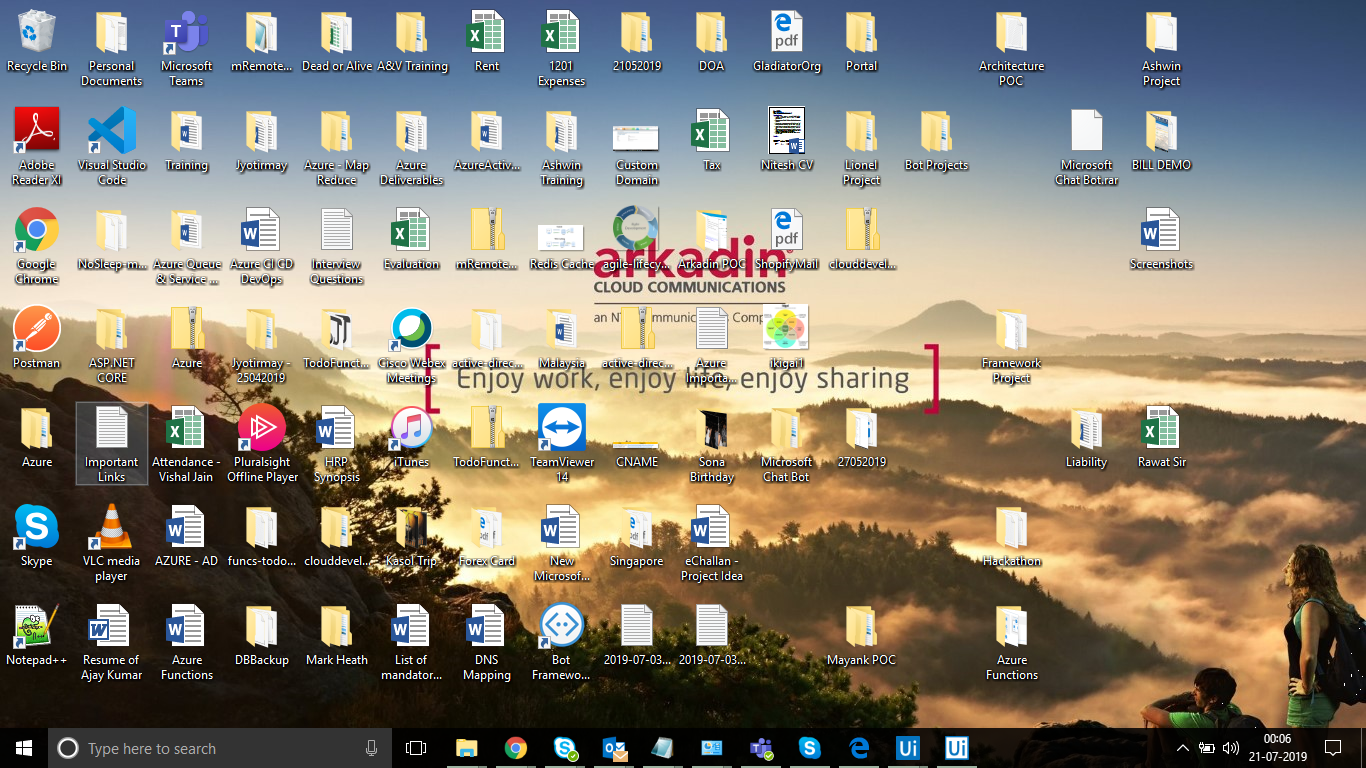 Recycle Bin
Personal
Documents
Microsoft
Teams
mRemote...
Dead or Alive
A&V Training
Rent
1201
Expenses
21052019
DOA
pdf
GladiatorOrg
Portal
Architecture
POC
Ashwin
Project
Adobe
Reader XI
Visual Studio
Code
Training
Jyotirmay
Azure - Map
Reduce
Azure
Deliverables
AzureActiv...
Ashwin
Training
Custom
Domain
Tax
Nitesh CV
Lionel
Project
Bot Projects
Microsoft
Chat Bot.rar
BILL DEMO
Google
Chrome
NoSleep-m...
Azure Queue
& Service ...
Azure CI CD
DevOps
Interview
Questions
Evaluation
mRemote...
Redis Cache
agile-lifecy...
Arkadin POC
pdf
ShopifyMail
clouddevel...
Screenshots
arkadin
CLOUD COMMUNICATIONS
Postman
ASP.NET
CORE
Azure
Jyotirmay -
25042019
TodoFunct...
Cisco Webex
Meetings
active-direc...
Malaysia
active-direc...
Azure
Importa...
ikigai1
Framework
Project
[ Enjoy work, enjoy life, enjoy sharing ]
Azure
Important
Links
Attendance -
Vishal Jain
Pluralsight
Offline Player
HRP
Synopsis
iTunes
TodoFunct...
TeamViewer
14
CNAME
Sona
Birthday
Microsoft
Chat Bot
27052019
Liability
Rawat Sir
Skype
VLC media
player
AZURE - AD
funcs-todo...
clouddevel...
Kasol Trip
Forex Card
New
Microsof...
Singapore
eChallan -
Project Idea
Hackathon
Notepad++
Resume of
Ajay Kumar
Azure
Functions
DBBackup
Mark Heath
List of
mandator...
DNS
Mapping
Bot
Framewo...
2019-07-03...
2019-07-03...
Mayank POC
Azure
Functions
Type here to search
Ui
Ui
00:06
21-07-2019